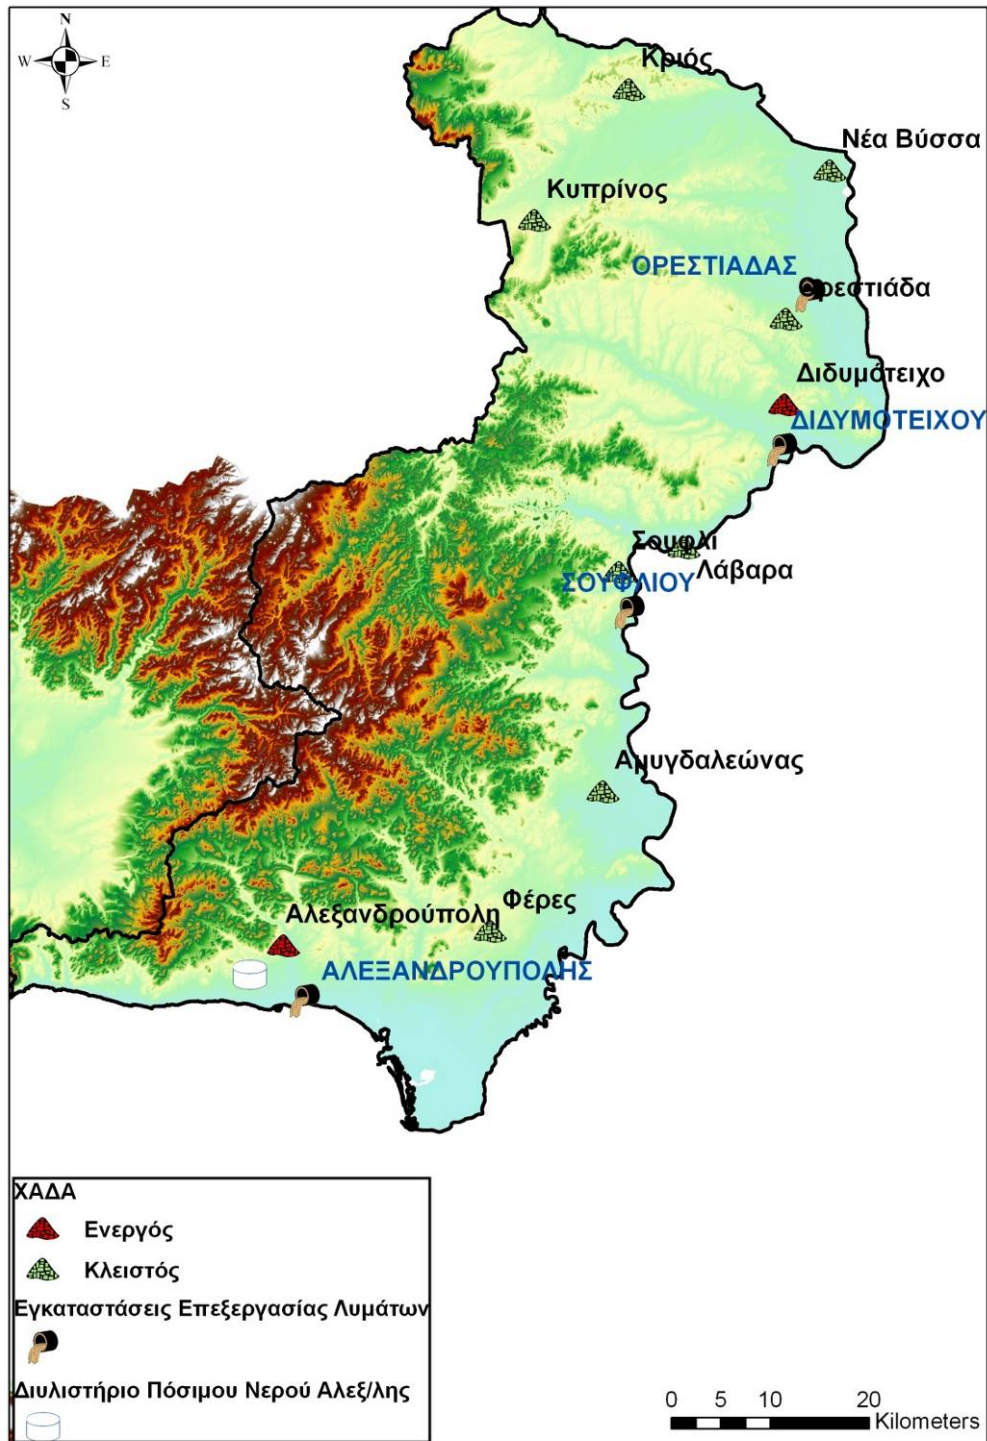 N
W E
S
Κριός
Νέα Βύσσα
Κυπρίνος
ΟΡΕΣΤΙΑΔΑΣ
Ορεστιάδα
Διδυμότειχο
ΔΙΔΥΜΟΤΕΙΧΟΥ
Σουφλι
Λάβαρα
ΣΟΥΦΛΙΟΥ
Αμυγδαλεώνας
Φέρες
Αλεξανδρούπολη
ΑΛΕΞΑΝΔΡΟΥΠΟΛΗΣ
ΧΑΔΑ
Ενεργός
Κλειστός
Εγκαταστάσεις Επεξεργασίας Λυμάτων
Διυλιστήριο Πόσιμου Νερού Αλεξ/λης
0 5 10 20
Kilometers